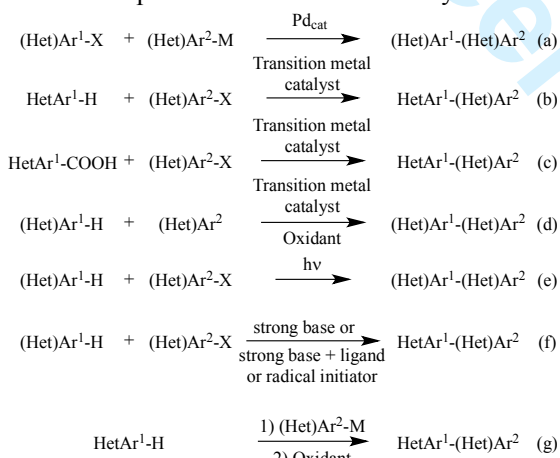 Pd_cat
(Het)Ar¹-X + (Het)Ar²-M (Het)Ar¹-(Het)Ar² (a)
Transition metal
catalyst
HetAr¹-H + (Het)Ar²-X HetAr¹-(Het)Ar² (b)
Transition metal
catalyst
HetAr¹-COOH + (Het)Ar²-X HetAr¹-(Het)Ar² (c)
Transition metal
catalyst
(Het)Ar¹-H + (Het)Ar² (Het)Ar¹-(Het)Ar² (d)
Oxidant
hν
(Het)Ar¹-H + (Het)Ar²-X (Het)Ar¹-(Het)Ar² (e)
strong base or
(Het)Ar¹-H + (Het)Ar²-X HetAr¹-(Het)Ar² (f)
strong base + ligand
or radical initiator
1) (Het)Ar²-M
HetAr¹-H HetAr¹-(Het)Ar² (g)
2) Oxidant